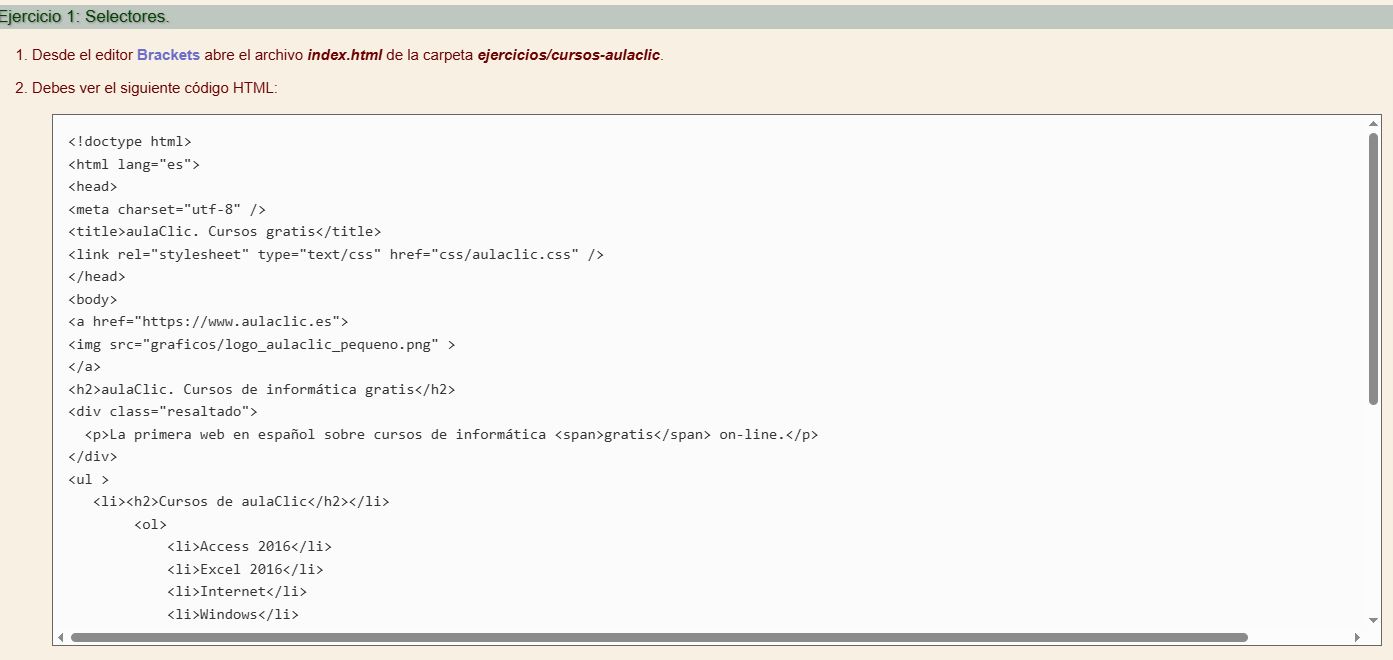 Ejercicio 1: Selectores.
1. Desde el editor Brackets abre el archivo index.html de la carpeta ejercicios/cursos-aulaclic.
2. Debes ver el siguiente código HTML:
<!doctype html>
<html lang="es">
<head>
<meta charset="utf-8" />
<title>aulaClic. Cursos gratis</title>
<link rel="stylesheet" type="text/css" href="css/aulaclic.css" />
</head>
<body>
<a href="https://www.aulaclic.es">
<img src="graficos/logo_aulaclic_pequeno.png" >
</a>
<h2>aulaClic. Cursos de informática gratis</h2>
<div class="resaltado">
  <p>La primera web en español sobre cursos de informática <span>gratis</span> on-line.</p>
</div>
<ul >
   <li><h2>Cursos de aulaClic</h2></li>
        <ol>
            <li>Access 2016</li>
            <li>Excel 2016</li>
            <li>Internet</li>
            <li>Windows</li>